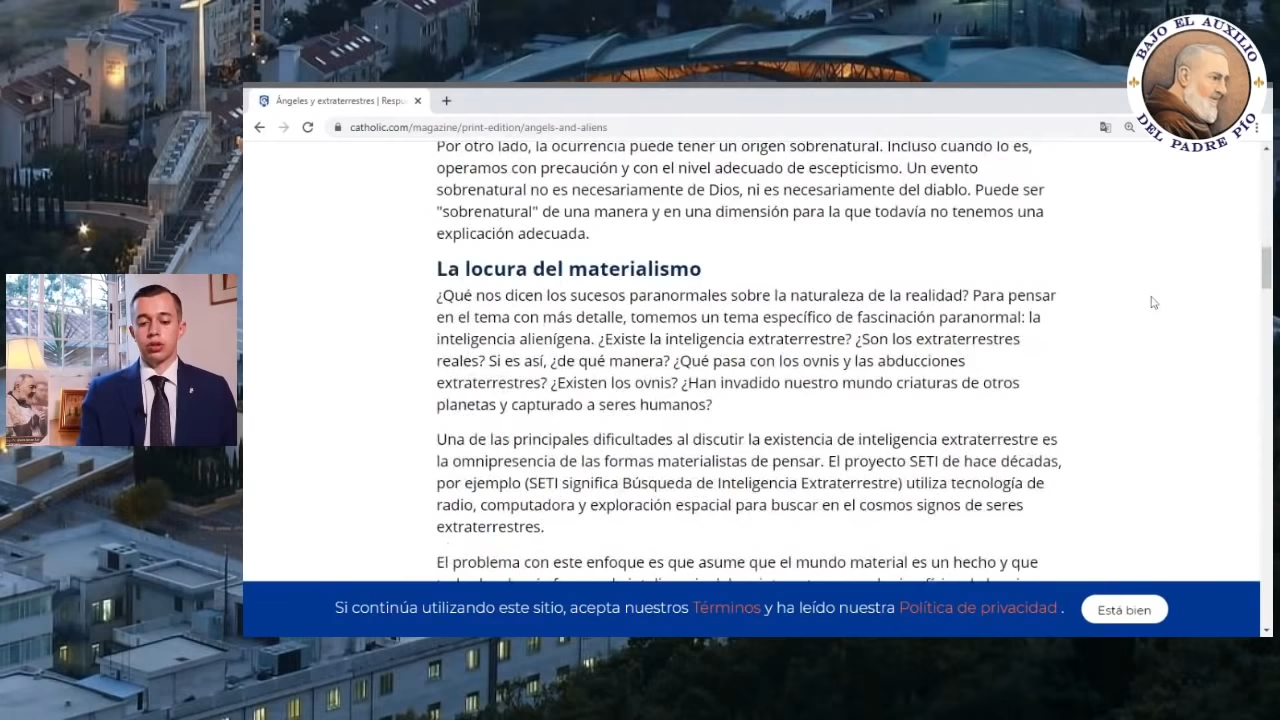 BAJO EL AUXILIO
DEL PADRE PÍO
Ángeles y extraterrestres | Respu
catholic.com/magazine/print-edition/angels-and-aliens
Por otro lado, la ocurrencia puede tener un origen sobrenatural. Incluso cuando lo es,
operamos con precaución y con el nivel adecuado de escepticismo. Un evento
sobrenatural no es necesariamente de Dios, ni es necesariamente del diablo. Puede ser
"sobrenatural" de una manera y en una dimensión para la que todavía no tenemos una
explicación adecuada.
La locura del materialismo
¿Qué nos dicen los sucesos paranormales sobre la naturaleza de la realidad? Para pensar
en el tema con más detalle, tomemos un tema específico de fascinación paranormal: la
inteligencia alienígena. ¿Existe la inteligencia extraterrestre? ¿Son los extraterrestres
reales? Si es así, ¿de qué manera? ¿Qué pasa con los ovnis y las abducciones
extraterrestres? ¿Existen los ovnis? ¿Han invadido nuestro mundo criaturas de otros
planetas y capturado a seres humanos?
Una de las principales dificultades al discutir la existencia de inteligencia extraterrestre es
la omnipresencia de las formas materialistas de pensar. El proyecto SETI de hace décadas,
por ejemplo (SETI significa Búsqueda de Inteligencia Extraterrestre) utiliza tecnología de
radio, computadora y exploración espacial para buscar en el cosmos signos de seres
extraterrestres.
El problema con este enfoque es que asume que el mundo material es un hecho y que
Si continúa utilizando este sitio, acepta nuestros Términos y ha leído nuestra Política de privacidad .
Está bien